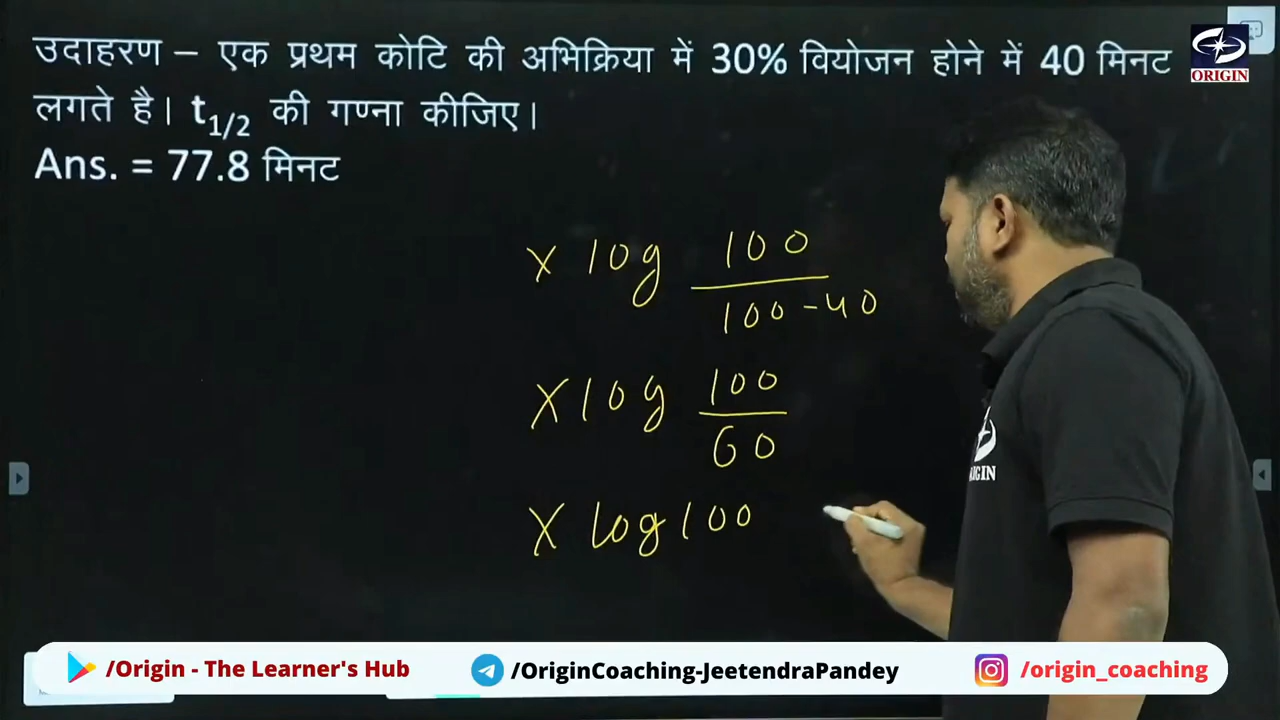 उदाहरण – एक प्रथम कोटि की अभिक्रिया में 30% वियोजन होने में 40 मिनट
लगते है। t1/2 की गण्ना कीजिए।
Ans. = 77.8 मिनट
ORIGIN
X log 100
100-40
X log 100
60
X log 100
ORIGIN
/Origin - The Learner's Hub
/OriginCoaching-JeetendraPandey
/origin_coaching